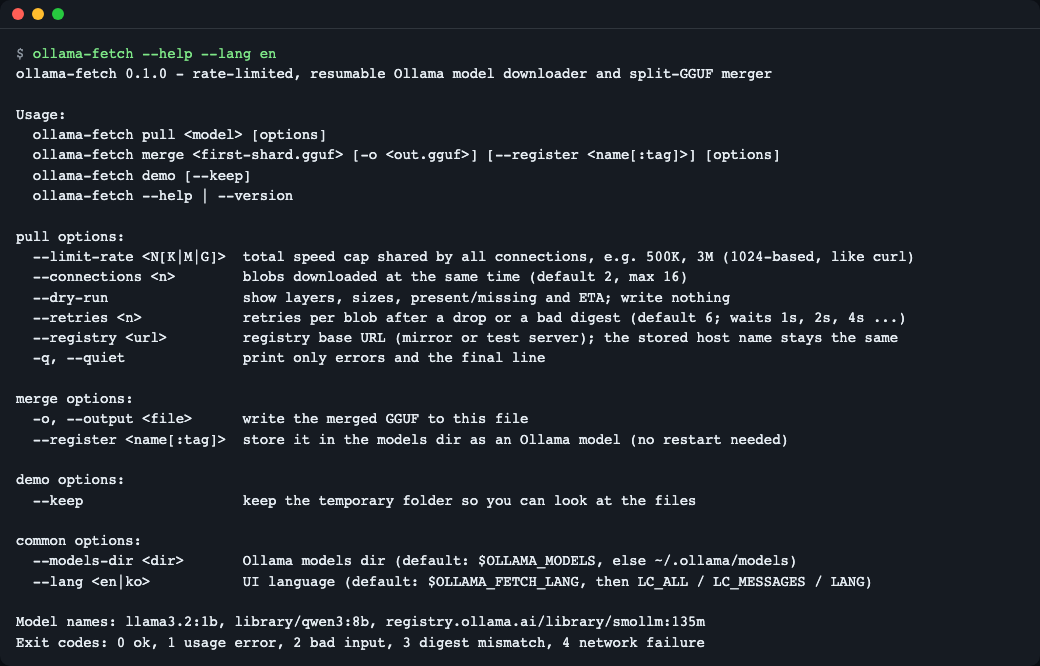 $ ollama-fetch --help --lang en
ollama-fetch 0.1.0 - rate-limited, resumable Ollama model downloader and split-GGUF merger
Usage:
  ollama-fetch pull <model> [options]
  ollama-fetch merge <first-shard.gguf> [-o <out.gguf>] [--register <name[:tag]>] [options]
  ollama-fetch demo [--keep]
  ollama-fetch --help | --version
pull options:
  --limit-rate <N[K|M|G]>  total speed cap shared by all connections, e.g. 500K, 3M (1024-based, like curl)
  --connections <n>        blobs downloaded at the same time (default 2, max 16)
  --dry-run                show layers, sizes, present/missing and ETA; write nothing
  --retries <n>            retries per blob after a drop or a bad digest (default 6; waits 1s, 2s, 4s ...)
  --registry <url>         registry base URL (mirror or test server); the stored host name stays the same
  -q, --quiet              print only errors and the final line
merge options:
  -o, --output <file>      write the merged GGUF to this file
  --register <name[:tag]>  store it in the models dir as an Ollama model (no restart needed)
demo options:
  --keep                   keep the temporary folder so you can look at the files
common options:
  --models-dir <dir>       Ollama models dir (default: $OLLAMA_MODELS, else ~/.ollama/models)
  --lang <en|ko>           UI language (default: $OLLAMA_FETCH_LANG, then LC_ALL / LC_MESSAGES / LANG)
Model names: llama3.2:1b, library/qwen3:8b, registry.ollama.ai/library/smollm:135m
Exit codes: 0 ok, 1 usage error, 2 bad input, 3 digest mismatch, 4 network failure